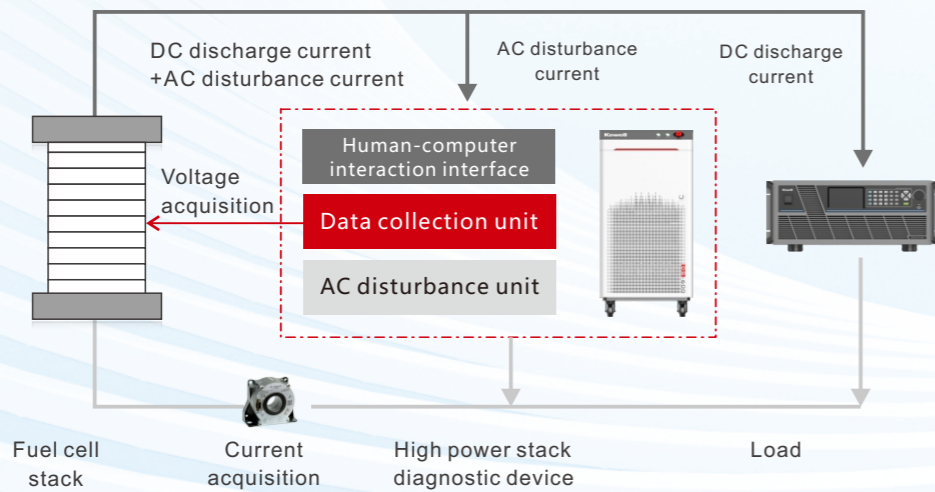 DC discharge current
+AC disturbance current
AC disturbance
current
DC discharge
current
Human-computer
interaction interface
Voltage
acquisition
Data collection unit
AC disturbance unit
Fuel cell
stack
Current
acquisition
High power stack
diagnostic device
Load